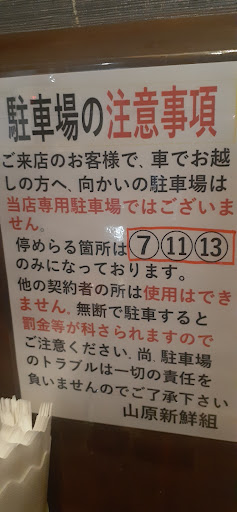 駐車場の注意事項
ご来店のお客様で､車でお越
しの方へ､向かいの駐車場は
当店専用駐車場ではございま
せん。
停めらる箇所は⑦⑪⑬
のみになっております。
他の契約者の所は使用はでき
ません｡無断で駐車すると
罰金等が科さられますので
ご注意ください｡尚､駐車場
のトラブルは一切の責任を
負いませんのでご了承下さい
山原新鮮組